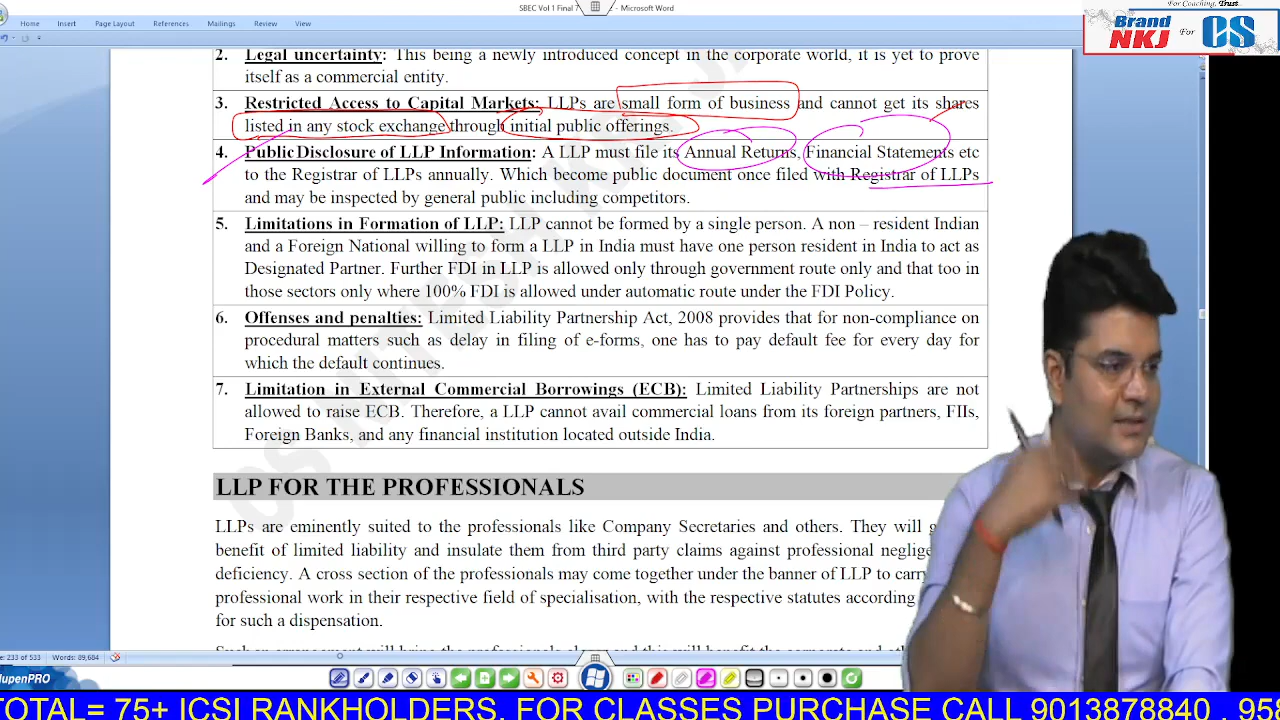 SBEC Vol 1 Final 7
Microsoft Word
For Coaching, Trust
Home Insert Page Layout References Mailings Review View
Brand NKJ For CS
2. Legal uncertainty: This being a newly introduced concept in the corporate world, it is yet to prove
itself as a commercial entity.
3. Restricted Access to Capital Markets: LLPs are small form of business and cannot get its shares
listed in any stock exchange through initial public offerings.
4. Public Disclosure of LLP Information: A LLP must file its Annual Returns, Financial Statements etc
to the Registrar of LLPs annually. Which become public document once filed with Registrar of LLPs
and may be inspected by general public including competitors.
5. Limitations in Formation of LLP: LLP cannot be formed by a single person. A non – resident Indian
and a Foreign National willing to form a LLP in India must have one person resident in India to act as
Designated Partner. Further FDI in LLP is allowed only through government route only and that too in
those sectors only where 100% FDI is allowed under automatic route under the FDI Policy.
6. Offenses and penalties: Limited Liability Partnership Act, 2008 provides that for non-compliance on
procedural matters such as delay in filing of e-forms, one has to pay default fee for every day for
which the default continues.
7. Limitation in External Commercial Borrowings (ECB): Limited Liability Partnerships are not
allowed to raise ECB. Therefore, a LLP cannot avail commercial loans from its foreign partners, FIIs,
Foreign Banks, and any financial institution located outside India.
LLP FOR THE PROFESSIONALS
LLPs are eminently suited to the professionals like Company Secretaries and others. They will
benefit of limited liability and insulate them from third party claims against professional
deficiency. A cross section of the professionals may come together under the banner of LLP to carry
professional work in their respective field of specialisation, with the respective statutes according
for such a dispensation.
233 of 533 Words: 89,684
TOTAL= 75+ ICSI RANKHOLDERS. FOR CLASSES PURCHASE CALL 9013878840 , 958